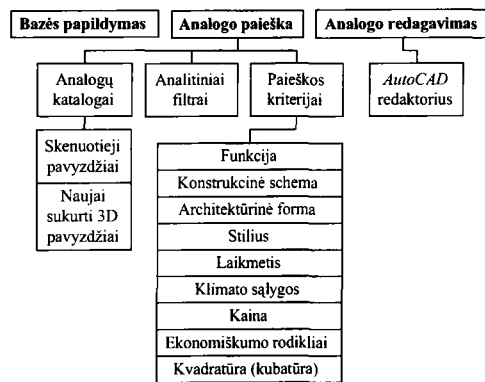 Bazės papildymas
Analogo paieška
Analogo redagavimas
Analogų
katalogai
Analitiniai
filtrai
Paieškos
kriterijai
AutoCAD
redaktorius
Skenuotieji
pavyzdžiai
Naujai
sukurti 3D
pavyzdžiai
Funkcija
Konstrukcinė schema
Architektūrinė forma
Stilius
Laikmetis
Klimato sąlygos
Kaina
Ekonomiškumo rodikliai
Kvadratūra (kubatūra)